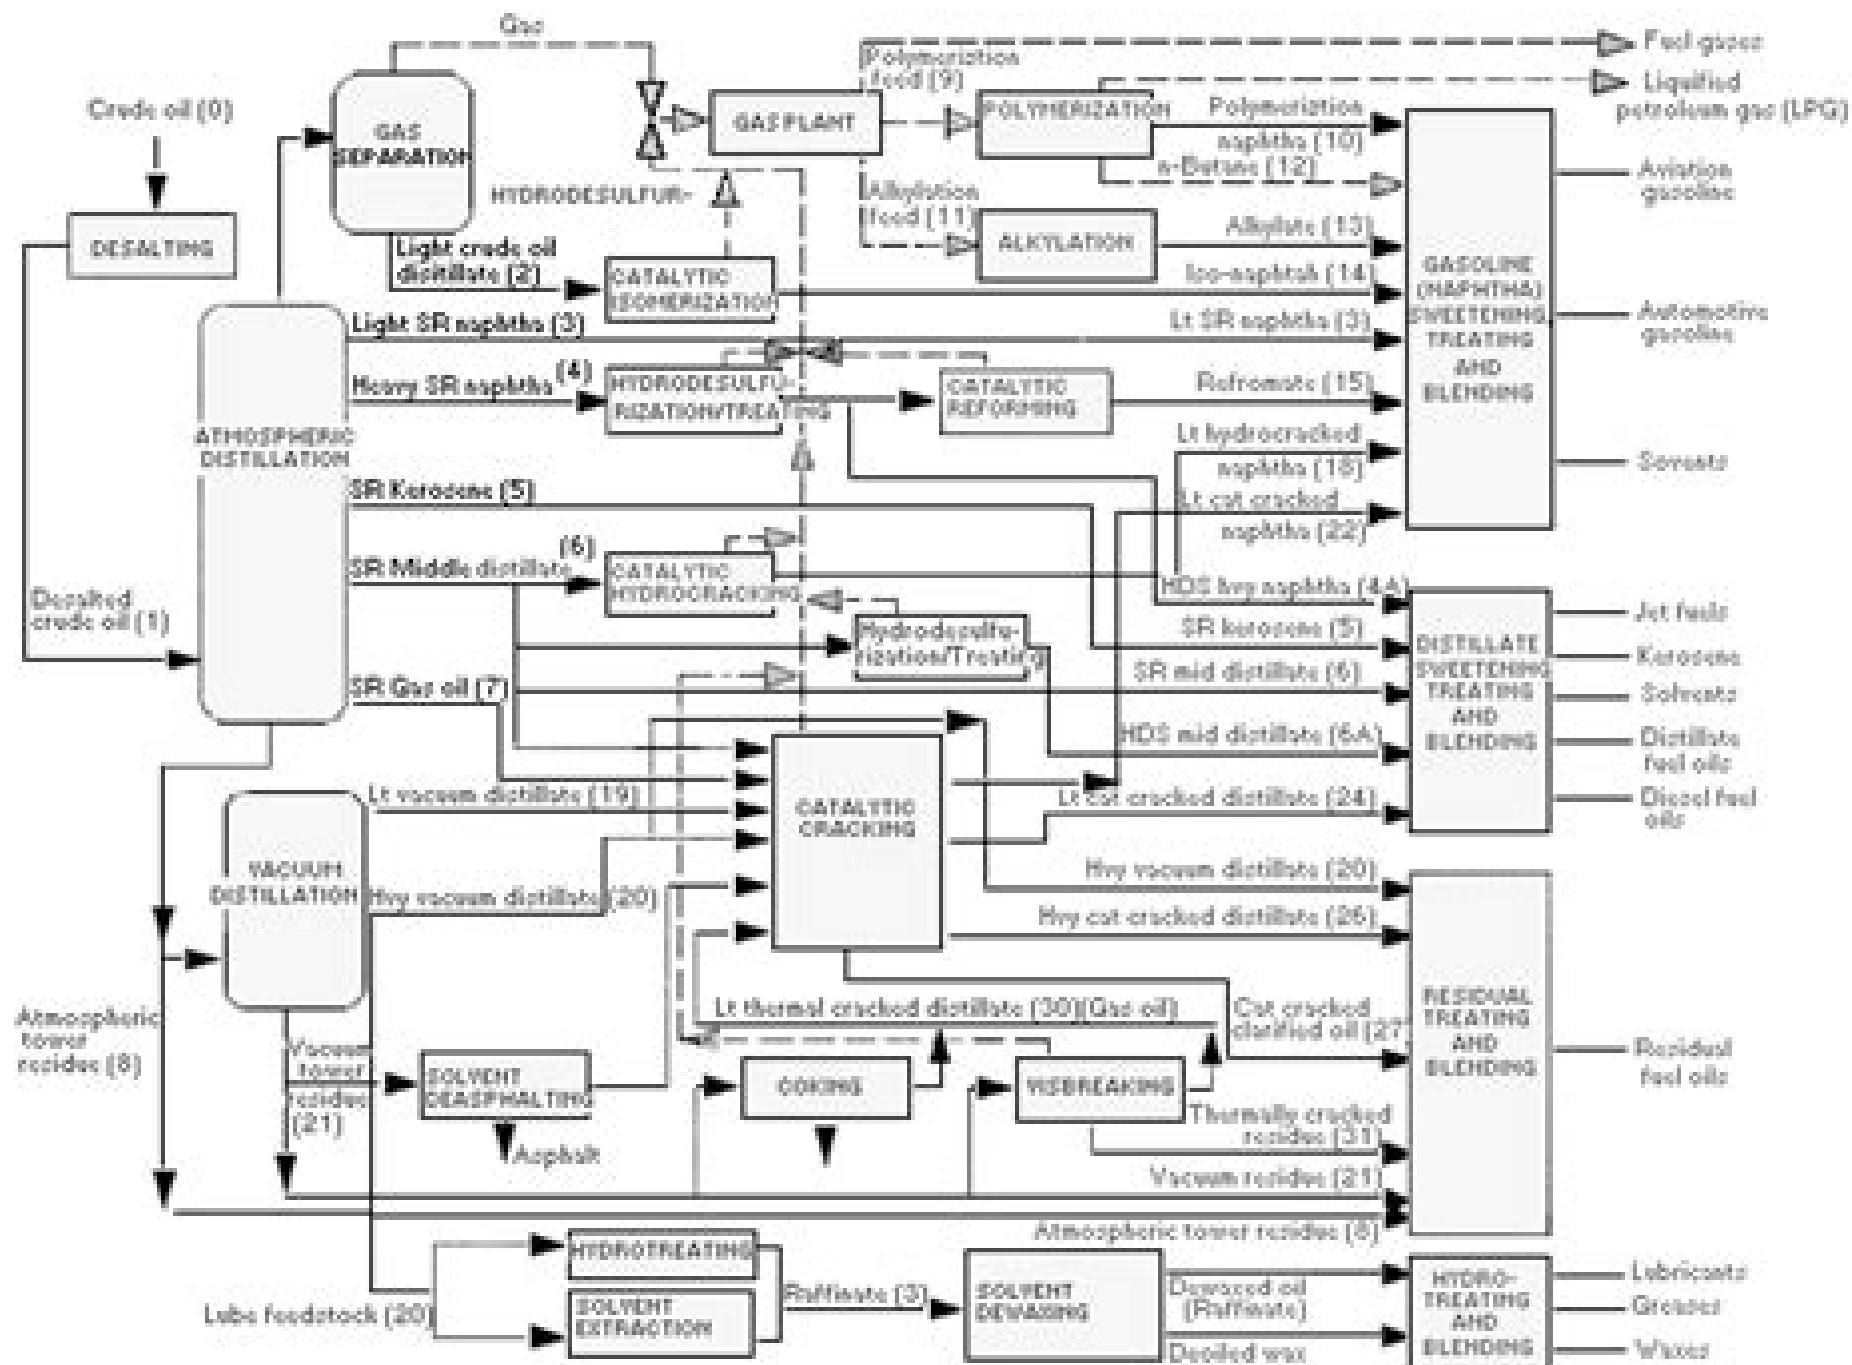 Gas
Fuel gases
Polymeriztion
feed (9)
Liquified
petroleum gas (LPG)
Crude oil (0)
GAS
SEPARATION
GAS PLANT
POLYMERIZATION
Polymeriztion
naphtha (10)
n-Butane (12)
Aviation
gasoline
HYDRODESULFUR-
Alkylation
feed (11)
DESALTING
ALKYLATION
Alkylate (13)
Light crude oil
disitillate (2)
CATALYTIC
ISOMERIZATION
Iso-naphtah (14)
GASOLINE
(NAPHTHA)
SWEETENING
TREATING
AND
BLENDING
Light SR naphtha (3)
Lt SR naphtha (3)
Automotive
gasoline
Heavy SR naphtha (4)
HYDRODESULFU-
RIZATION/TREATING
CATALYTIC
REFORMING
Refromate (15)
ATMOSPHERIC
DISTILLATION
Lt hydrocracked
naphtha (18)
Sovents
SR Kerosene (5)
Lt cat cracked
naphtha (22)
SR Middle distillate (6)
CATALYTIC
HYDROCRACKING
HDS hvy naphtha (4A)
Desalted
crude oil (1)
Hydrodesulfu-
rization/Treating
SR kerosene (5)
DISTILLATE
SWEETENING
TREATING
AND
BLENDING
Jet fuels
Kerosene
Solvents
Distillate
fuel oils
Diesel fuel
oils
SR Gas oil (7)
SR mid distillate (6)
HDS mid distillate (6A)
Lt vacuum distillate (19)
CATALYTIC
CRACKING
Lt cat cracked distillate (24)
VACUUM
DISTILLATION
Hvy vacuum distillate (20)
Hvy vacuum distillate (20)
Hvy cat cracked distillate (26)
Atmospheric
tower
residue (8)
Lt thermal cracked distillate (30)(Gas oil)
Cat cracked
clarified oil (27
RESIDUAL
TREATING
AND
BLENDING
Residual
fuel oils
Vacuum
tower
residue
(21)
SOLVENT
DEASPHALTING
COKING
VISBREAKING
Asphalt
Thermally cracked
residue (31)
Vacuum residue (21)
Atmospheric tower residue (8)
HYDROTREATING
Lube feedstock (20)
SOLVENT
EXTRACTION
Raffinate (3)
SOLVENT
DEWAXING
Dewaxed oil
(Raffinate)
Deoiled wax
HYDRO-
TREATING
AND
BLENDING
Lubricants
Greases
Waxes